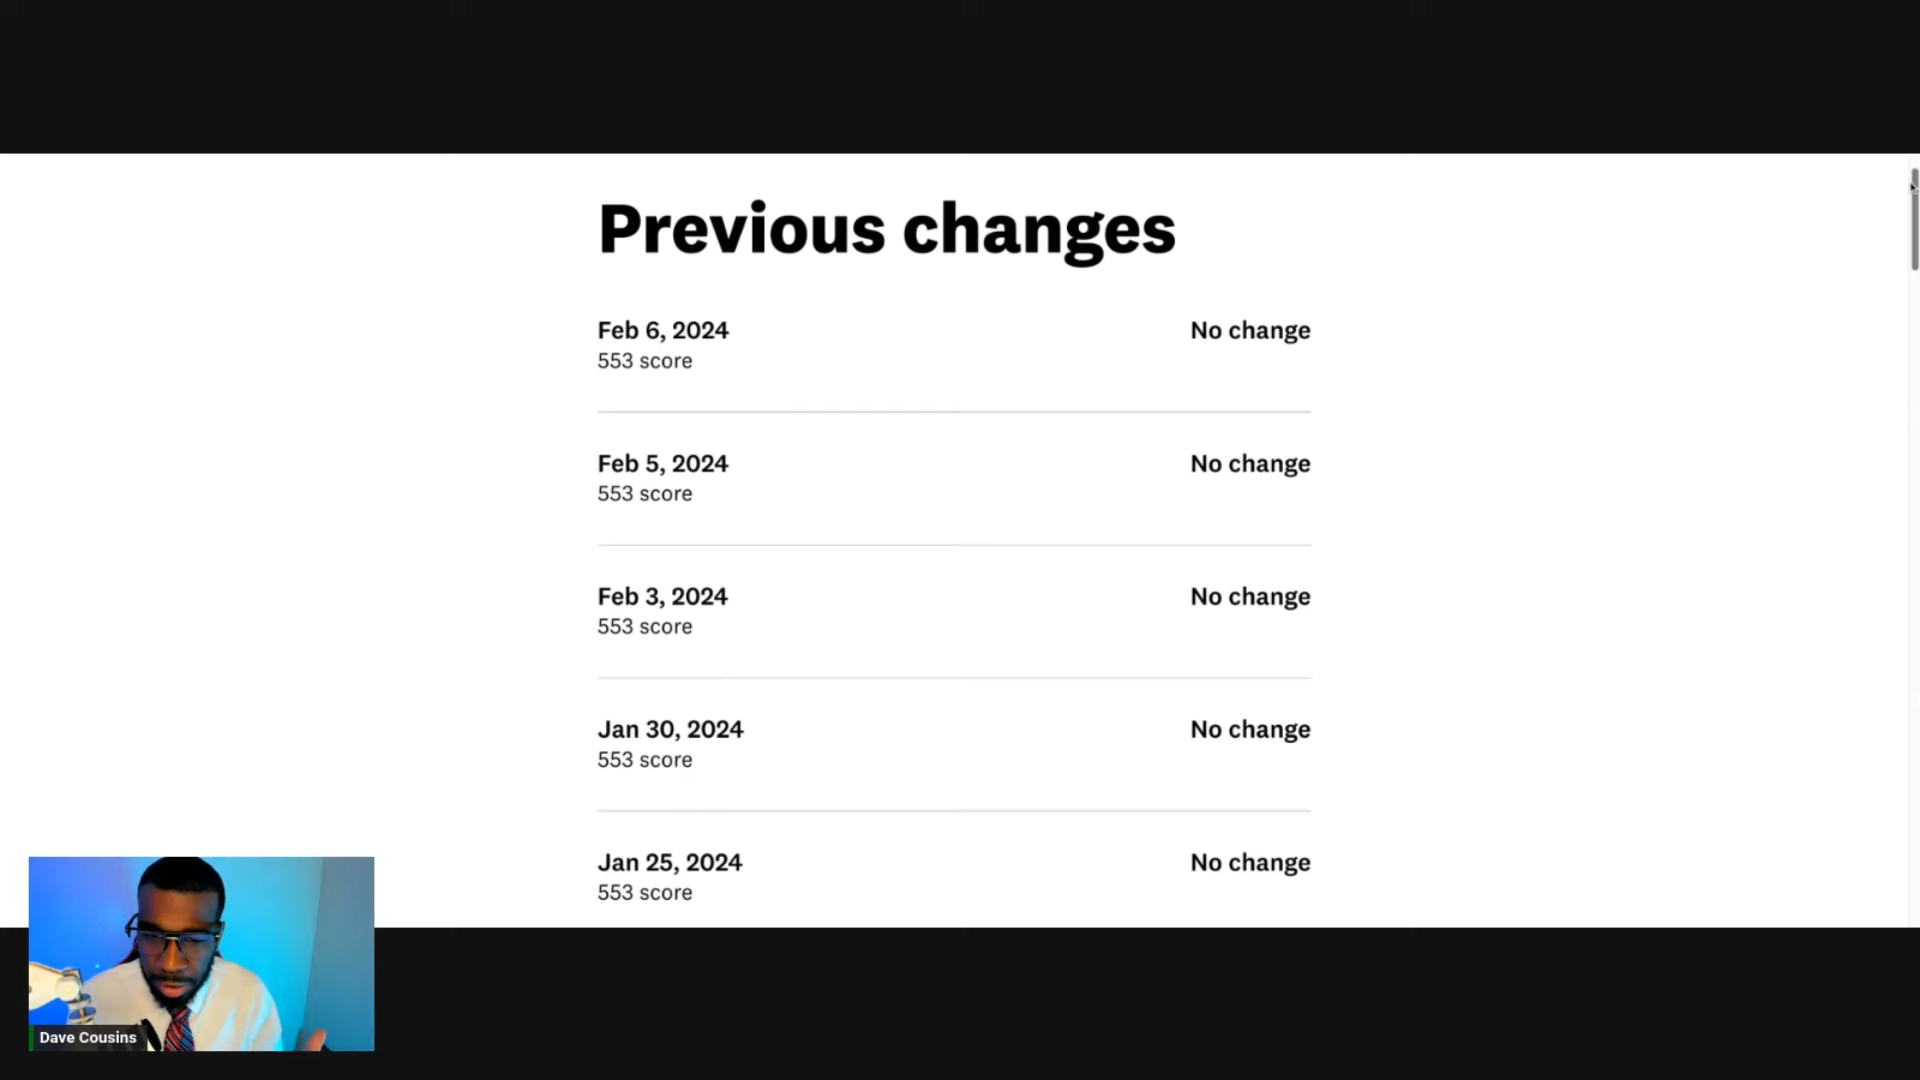 Previous changes
Feb 6, 2024 No change
553 score
Feb 5, 2024 No change
553 score
Feb 3, 2024 No change
553 score
Jan 30, 2024 No change
553 score
Jan 25, 2024 No change
553 score
Dave Cousins